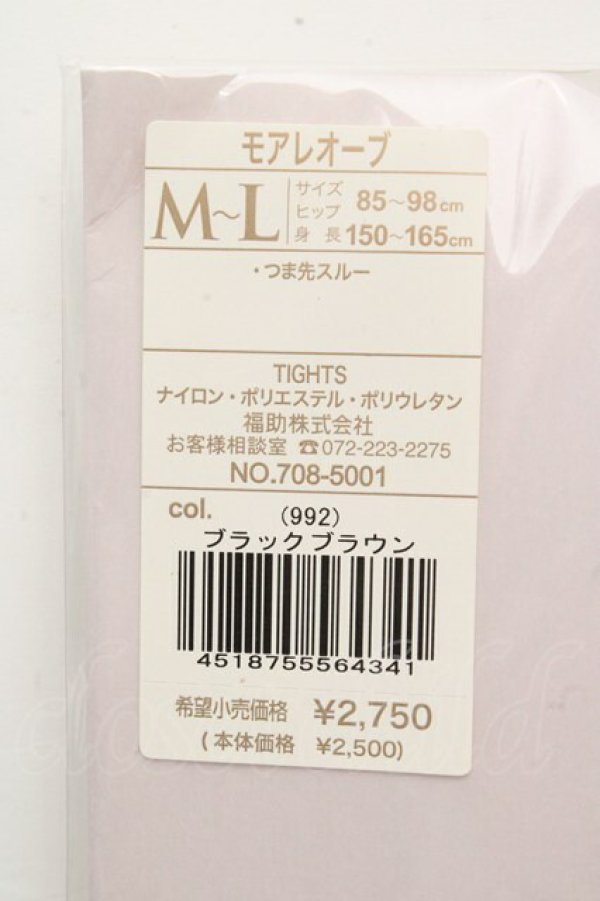 モアレオーブ
M~L
サイズ
ヒップ 85~98cm
身長 150~165cm
・つま先スルー
TIGHTS
ナイロン・ポリエステル・ポリウレタン
福助株式会社
お客様相談室 ☎072-223-2275
NO.708-5001
col.
(992)
ブラックブラウン
4518755564341
希望小売価格 ¥2,750
(本体価格 ¥2,500)